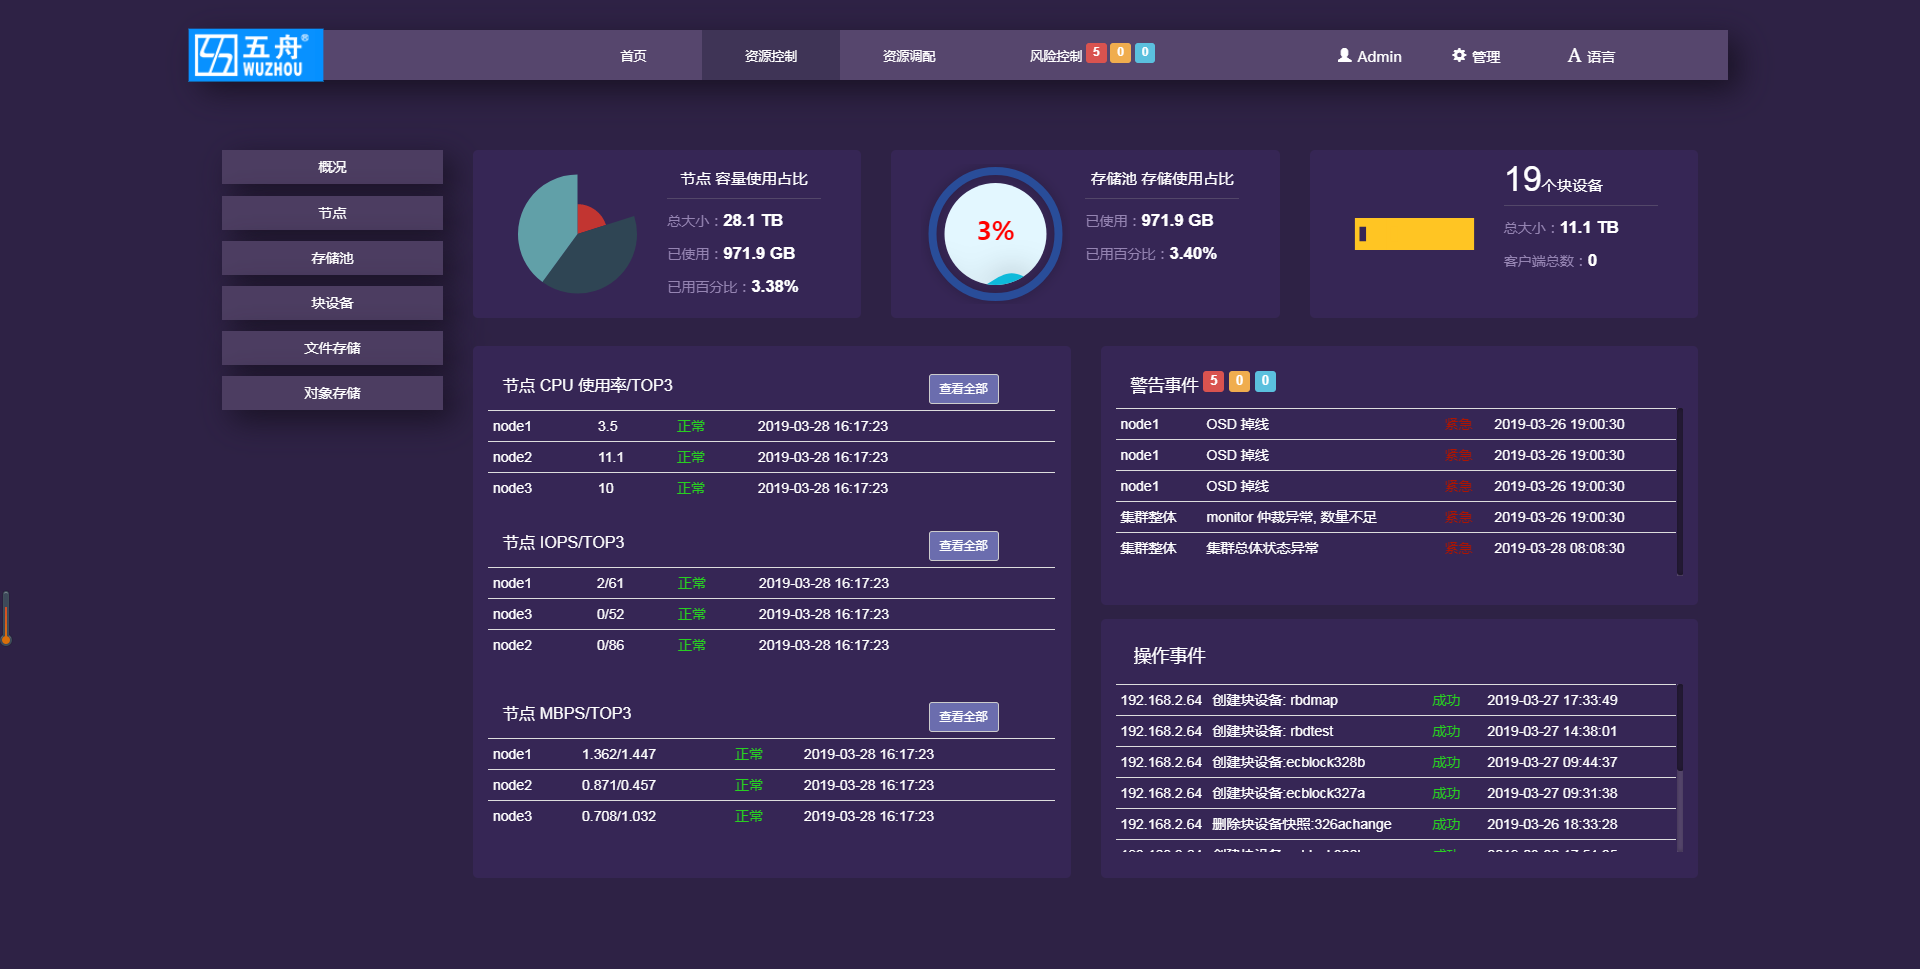 五舟®
WUZHOU
首页
资源控制
资源调配
风险控制 5 0 0
Admin
管理
A 语言
概况
节点
存储池
块设备
文件存储
对象存储
节点 容量使用占比
总大小：28.1 TB
已使用：971.9 GB
已用百分比：3.38%
3%
存储池 存储使用占比
已使用：971.9 GB
已用百分比：3.40%
19个块设备
总大小：11.1 TB
客户端总数：0
节点 CPU 使用率/TOP3
查看全部
node1 3.5 正常 2019-03-28 16:17:23
node2 11.1 正常 2019-03-28 16:17:23
node3 10 正常 2019-03-28 16:17:23
节点 IOPS/TOP3
查看全部
node1 2/61 正常 2019-03-28 16:17:23
node3 0/52 正常 2019-03-28 16:17:23
node2 0/86 正常 2019-03-28 16:17:23
节点 MBPS/TOP3
查看全部
node1 1.362/1.447 正常 2019-03-28 16:17:23
node2 0.871/0.457 正常 2019-03-28 16:17:23
node3 0.708/1.032 正常 2019-03-28 16:17:23
警告事件 5 0 0
node1 OSD 掉线 紧急 2019-03-26 19:00:30
node1 OSD 掉线 紧急 2019-03-26 19:00:30
node1 OSD 掉线 紧急 2019-03-26 19:00:30
集群整体 monitor 仲裁异常, 数量不足 紧急 2019-03-26 19:00:30
集群整体 集群总体状态异常 紧急 2019-03-28 08:08:30
操作事件
192.168.2.64 创建块设备: rbdmap 成功 2019-03-27 17:33:49
192.168.2.64 创建块设备: rbdtest 成功 2019-03-27 14:38:01
192.168.2.64 创建块设备:ecblock328b 成功 2019-03-27 09:44:37
192.168.2.64 创建块设备:ecblock327a 成功 2019-03-27 09:31:38
192.168.2.64 删除块设备快照:326achange 成功 2019-03-26 18:33:28